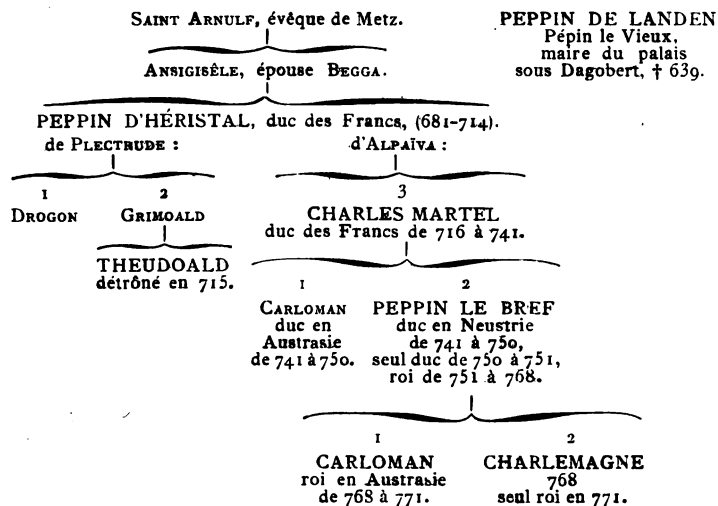 SAINT ARNULF, évêque de Metz.
PEPPIN DE LANDEN
Pépin le Vieux,
maire du palais
sous Dagobert, † 639.
ANSIGISÊLE, épouse BEGGA.
PEPPIN D'HÉRISTAL, duc des Francs, (681-714).
de PLECTRUDE :
d'ALPAÏVA :
1
2
3
DROGON
GRIMOALD
CHARLES MARTEL
duc des Francs de 716 à 741.
THEUDOALD
détrôné en 715.
1
2
CARLOMAN
duc en
Austrasie
de 741 à 750.
PEPPIN LE BREF
duc en Neustrie
de 741 à 750,
seul duc de 750 à 751,
roi de 751 à 768.
1
2
CARLOMAN
roi en Austrasie
de 768 à 771.
CHARLEMAGNE
768
seul roi en 771.